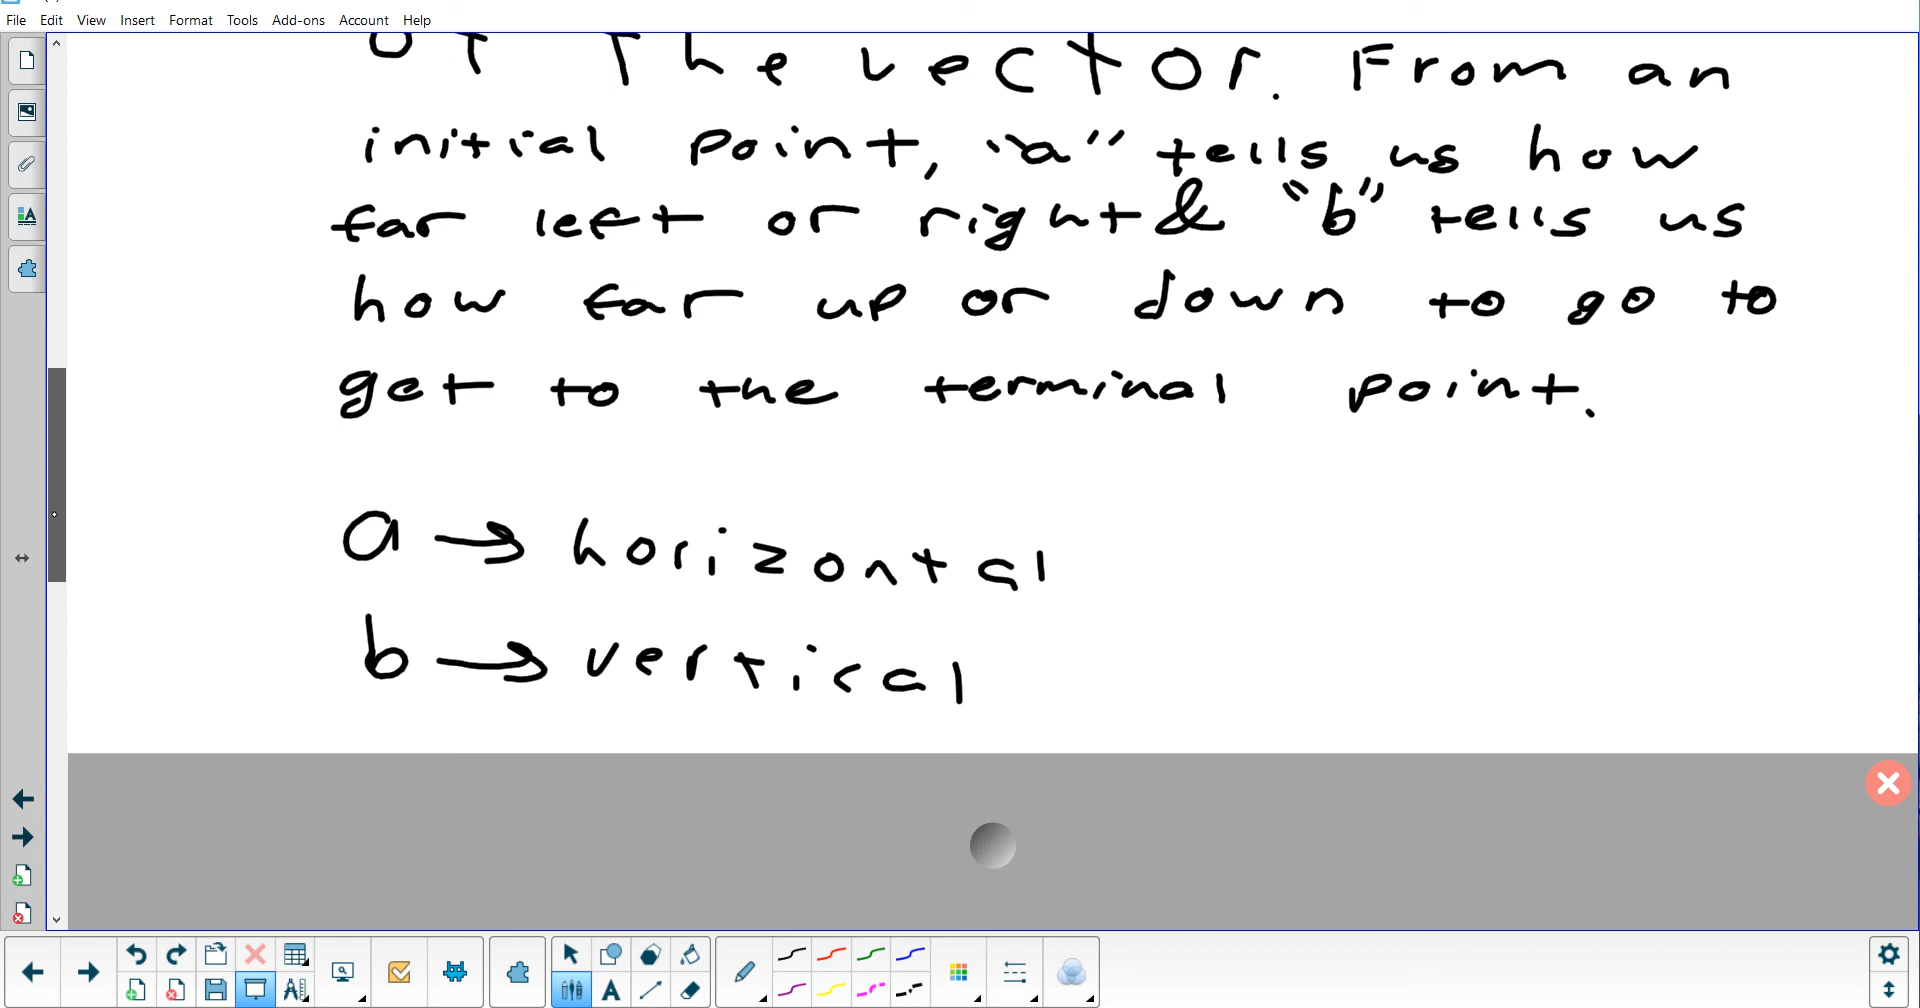 File Edit View Insert Format Tools Add-ons Account Help
of the vector. From an
initial point, "a" tells us how
far left or right & "b" tells us
how far up or down to go to
get to the terminal point.
a → horizontal
b → vertical